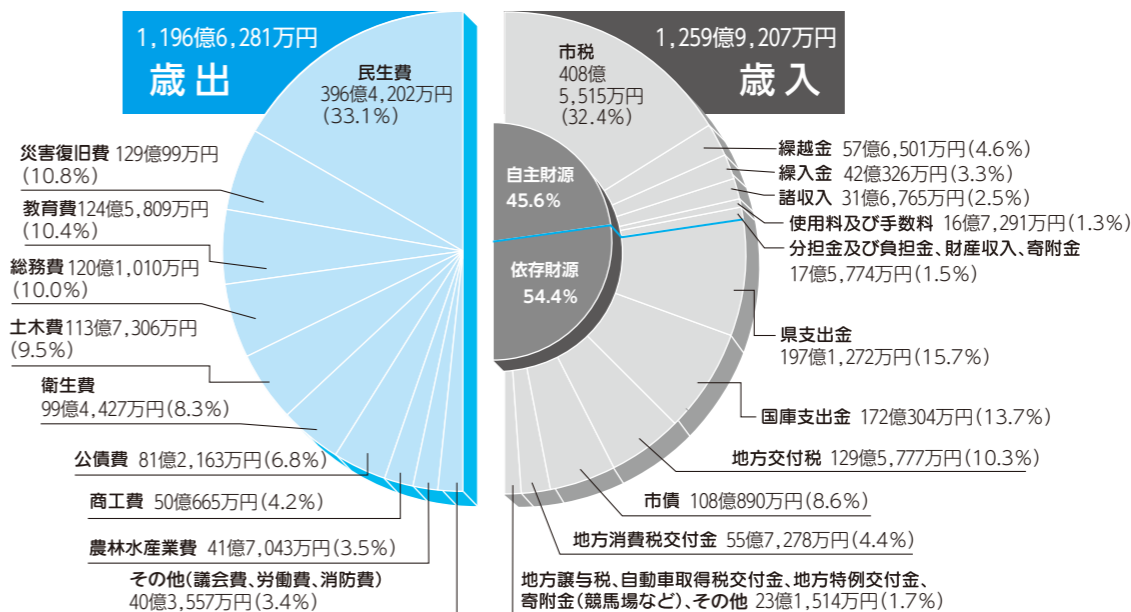 1,196億6,281万円
歳出
民生費
396億4,202万円
(33.1%)
災害復旧費 129億99万円
(10.8%)
教育費124億5,809万円
(10.4%)
総務費120億1,010万円
(10.0%)
土木費113億7,306万円
(9.5%)
衛生費
99億4,427万円(8.3%)
公債費 81億2,163万円(6.8%)
商工費 50億665万円(4.2%)
農林水産業費 41億7,043万円(3.5%)
その他(議会費、労働費、消防費)
40億3,557万円(3.4%)
1,259億9,207万円
歳入
市税
408億
5,515万円
(32.4%)
自主財源
45.6%
依存財源
54.4%
繰越金 57億6,501万円(4.6%)
繰入金 42億326万円(3.3%)
諸収入 31億6,765万円(2.5%)
使用料及び手数料 16億7,291万円(1.3%)
分担金及び負担金、財産収入、寄附金
17億5,774万円(1.5%)
県支出金
197億1,272万円(15.7%)
国庫支出金 172億304万円(13.7%)
地方交付税 129億5,777万円(10.3%)
市債 108億890万円(8.6%)
地方消費税交付金 55億7,278万円(4.4%)
地方譲与税、自動車取得税交付金、地方特例交付金、
寄附金(競馬場など)、その他 23億1,514万円(1.7%)